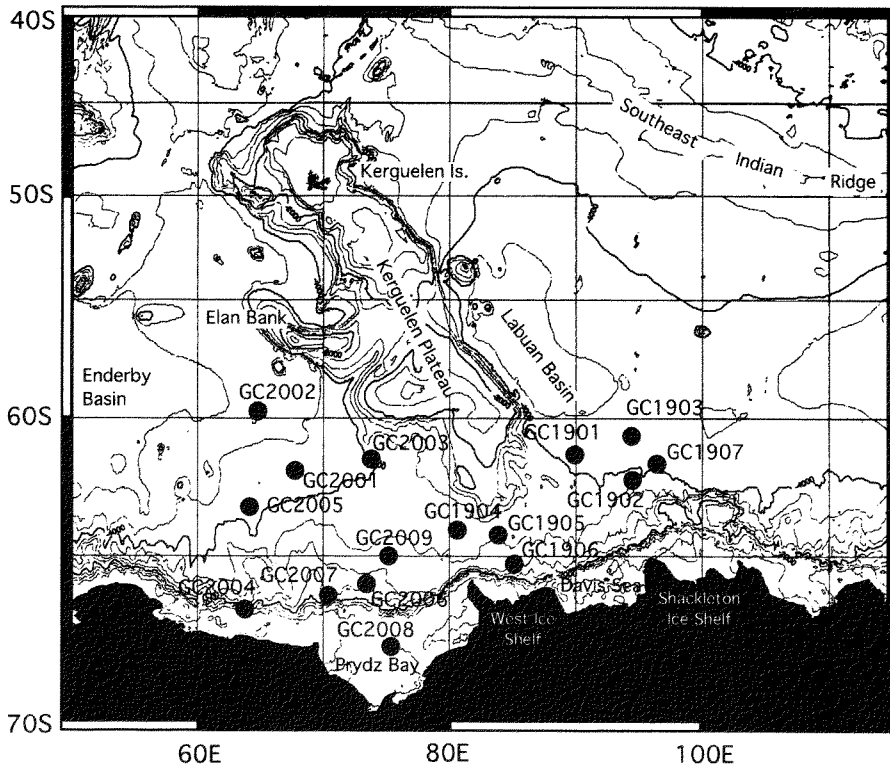 40S
Southeast
Indian
Ridge
Kerguelen Is.
50S
Kerguelen Plateau
Elan Bank
Labuan Basin
Enderby
Basin
GC2002
60S
GC1903
GC1901
GC2003
GC1907
GC2001
GC1902
GC2005
GC1904
GC1905
GC2009
GC1906
GC2007
GC2004
GC2006
Davis Sea
West Ice
Shelf
Shackleton
Ice Shelf
GC2008
Prydz Bay
70S
60E
80E
100E